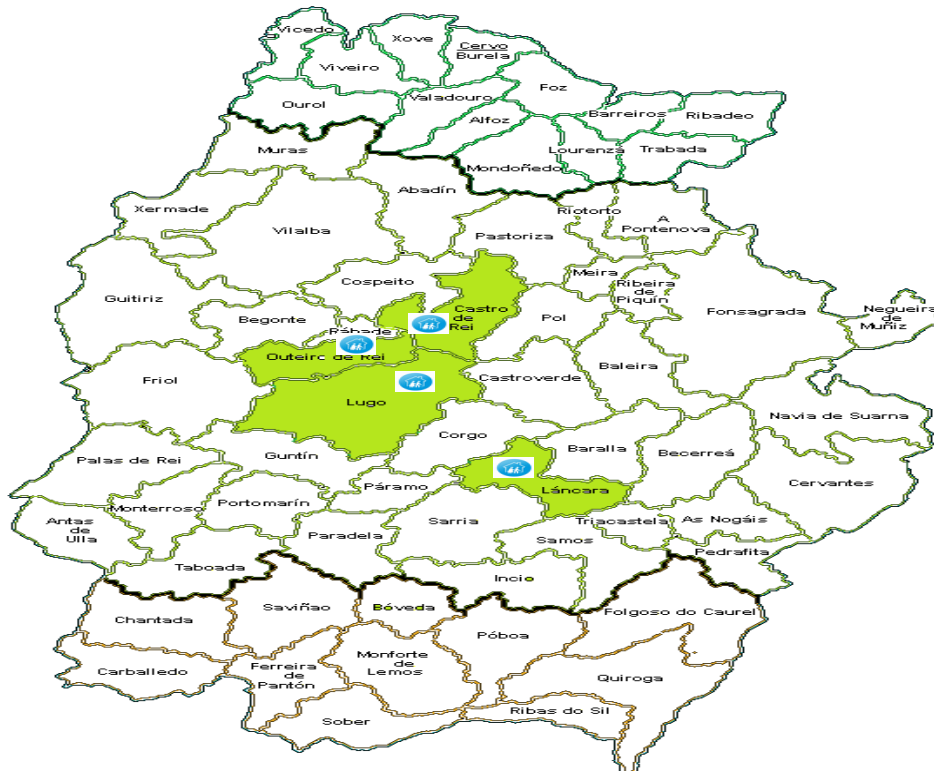 Vicedo
Xove
Cervo
Burela
Viveiro
Foz
Ourol
Valadouro
Alfoz
Barreiros
Ribadeo
Muras
Lourenza
Trabada
Mondoñedo
Abadín
Xermade
Vilalba
Riotorto
A
Pontenova
Pastoriza
Meira
Ribeira
de
Piquín
Cospeito
Guitiriz
Begonte
Castro
de
Rei
Pol
Fonsagrada
Negueira
de
Muñiz
Rábade
Outeiro de Rei
Friol
Castroverde
Baleira
Lugo
Navia de Suarna
Corgo
Baralla
Becerreá
Guntín
Palas de Rei
Cervantes
Páramo
Láncara
Portomarín
Monterroso
Antas
de
Ulla
Sarria
Triacastela
As Nogáis
Paradela
Samos
Pedrafita
Taboada
Incio
Saviñao
Bóveda
Folgoso do Caurel
Chantada
Póboa
Carballedo
Ferreira
de
Pantón
Monforte
de
Lemos
Quiroga
Sober
Ribas do Sil